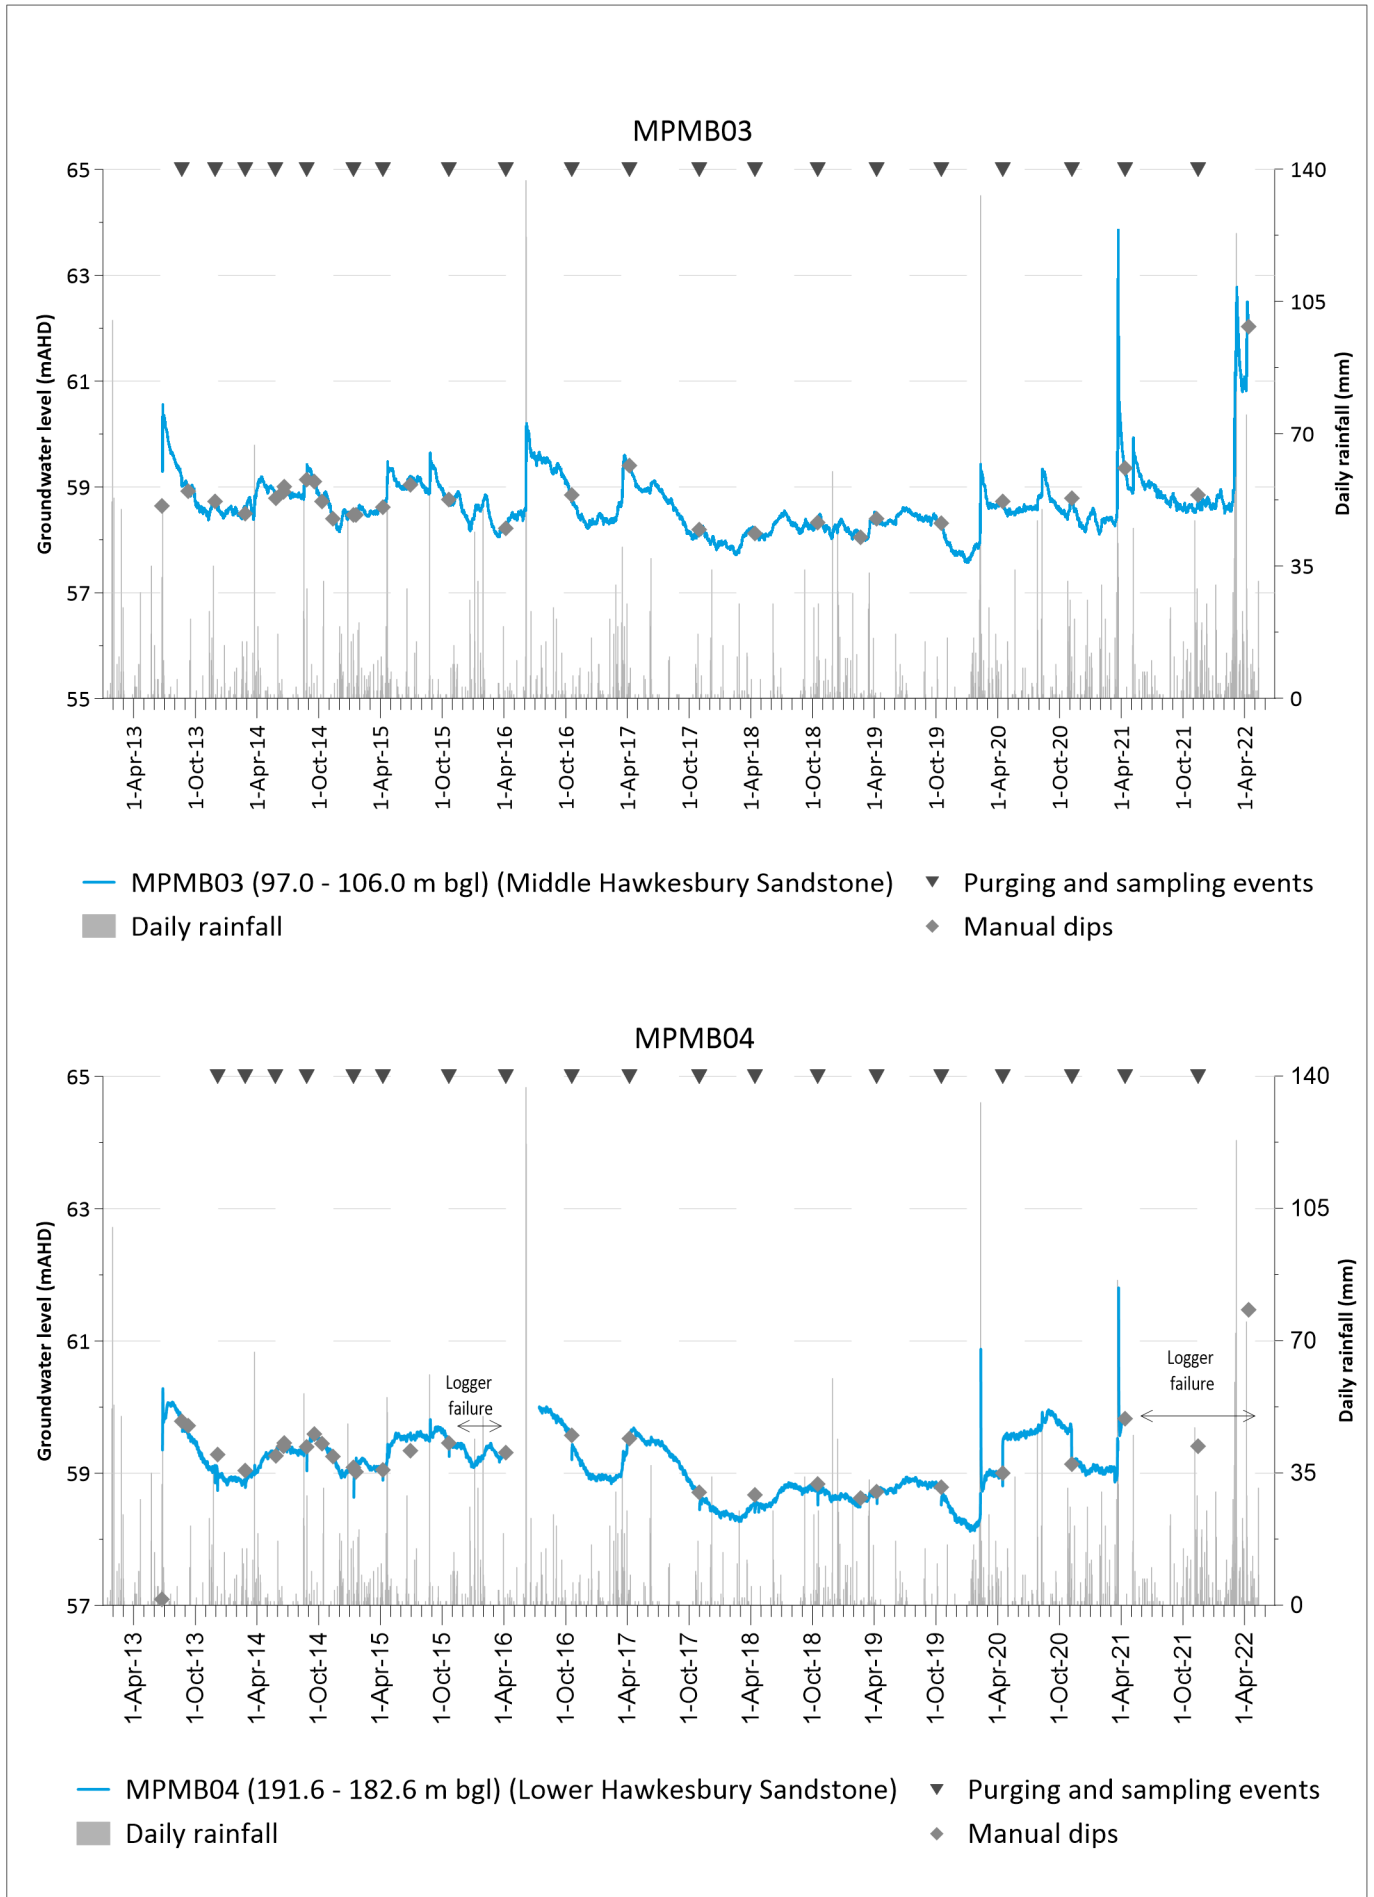 MPMB03
65
63
61
59
57
55
Groundwater level (mAHD)
140
105
70
35
0
Daily rainfall (mm)
1-Apr-13
1-Oct-13
1-Apr-14
1-Oct-14
1-Apr-15
1-Oct-15
1-Apr-16
1-Oct-16
1-Apr-17
1-Oct-17
1-Apr-18
1-Oct-18
1-Apr-19
1-Oct-19
1-Apr-20
1-Oct-20
1-Apr-21
1-Oct-21
1-Apr-22
MPMB03 (97.0 - 106.0 m bgl) (Middle Hawkesbury Sandstone)
Purging and sampling events
Daily rainfall
Manual dips
MPMB04
65
63
61
59
57
Groundwater level (mAHD)
Logger
failure
Logger
failure
140
105
70
35
0
Daily rainfall (mm)
1-Apr-13
1-Oct-13
1-Apr-14
1-Oct-14
1-Apr-15
1-Oct-15
1-Apr-16
1-Oct-16
1-Apr-17
1-Oct-17
1-Apr-18
1-Oct-18
1-Apr-19
1-Oct-19
1-Apr-20
1-Oct-20
1-Apr-21
1-Oct-21
1-Apr-22
MPMB04 (191.6 - 182.6 m bgl) (Lower Hawkesbury Sandstone)
Purging and sampling events
Daily rainfall
Manual dips